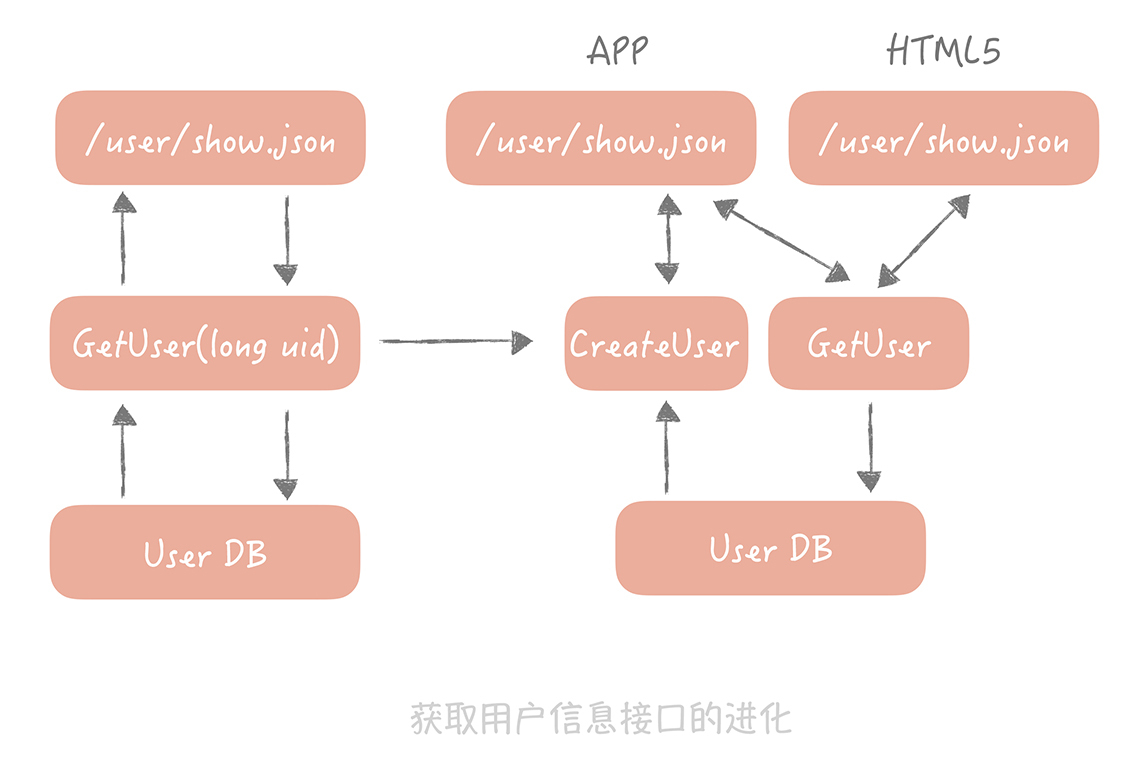 APP
HTML5
/user/show.json
/user/show.json
/user/show.json
GetUser(long uid)
CreateUser
GetUser
User DB
User DB
获取用户信息接口的进化